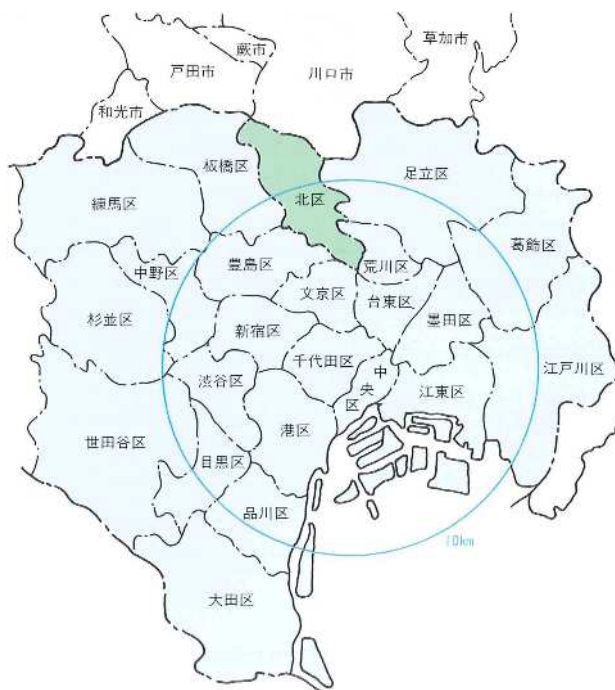 草加市
蕨市
戸田市
川口市
和光市
板橋区
足立区
北区
練馬区
葛飾区
荒川区
豊島区
中野区
文京区
台東区
墨田区
杉並区
新宿区
千代田区
江戸川区
渋谷区
中央区
江東区
世田谷区
港区
目黒区
品川区
10km
大田区